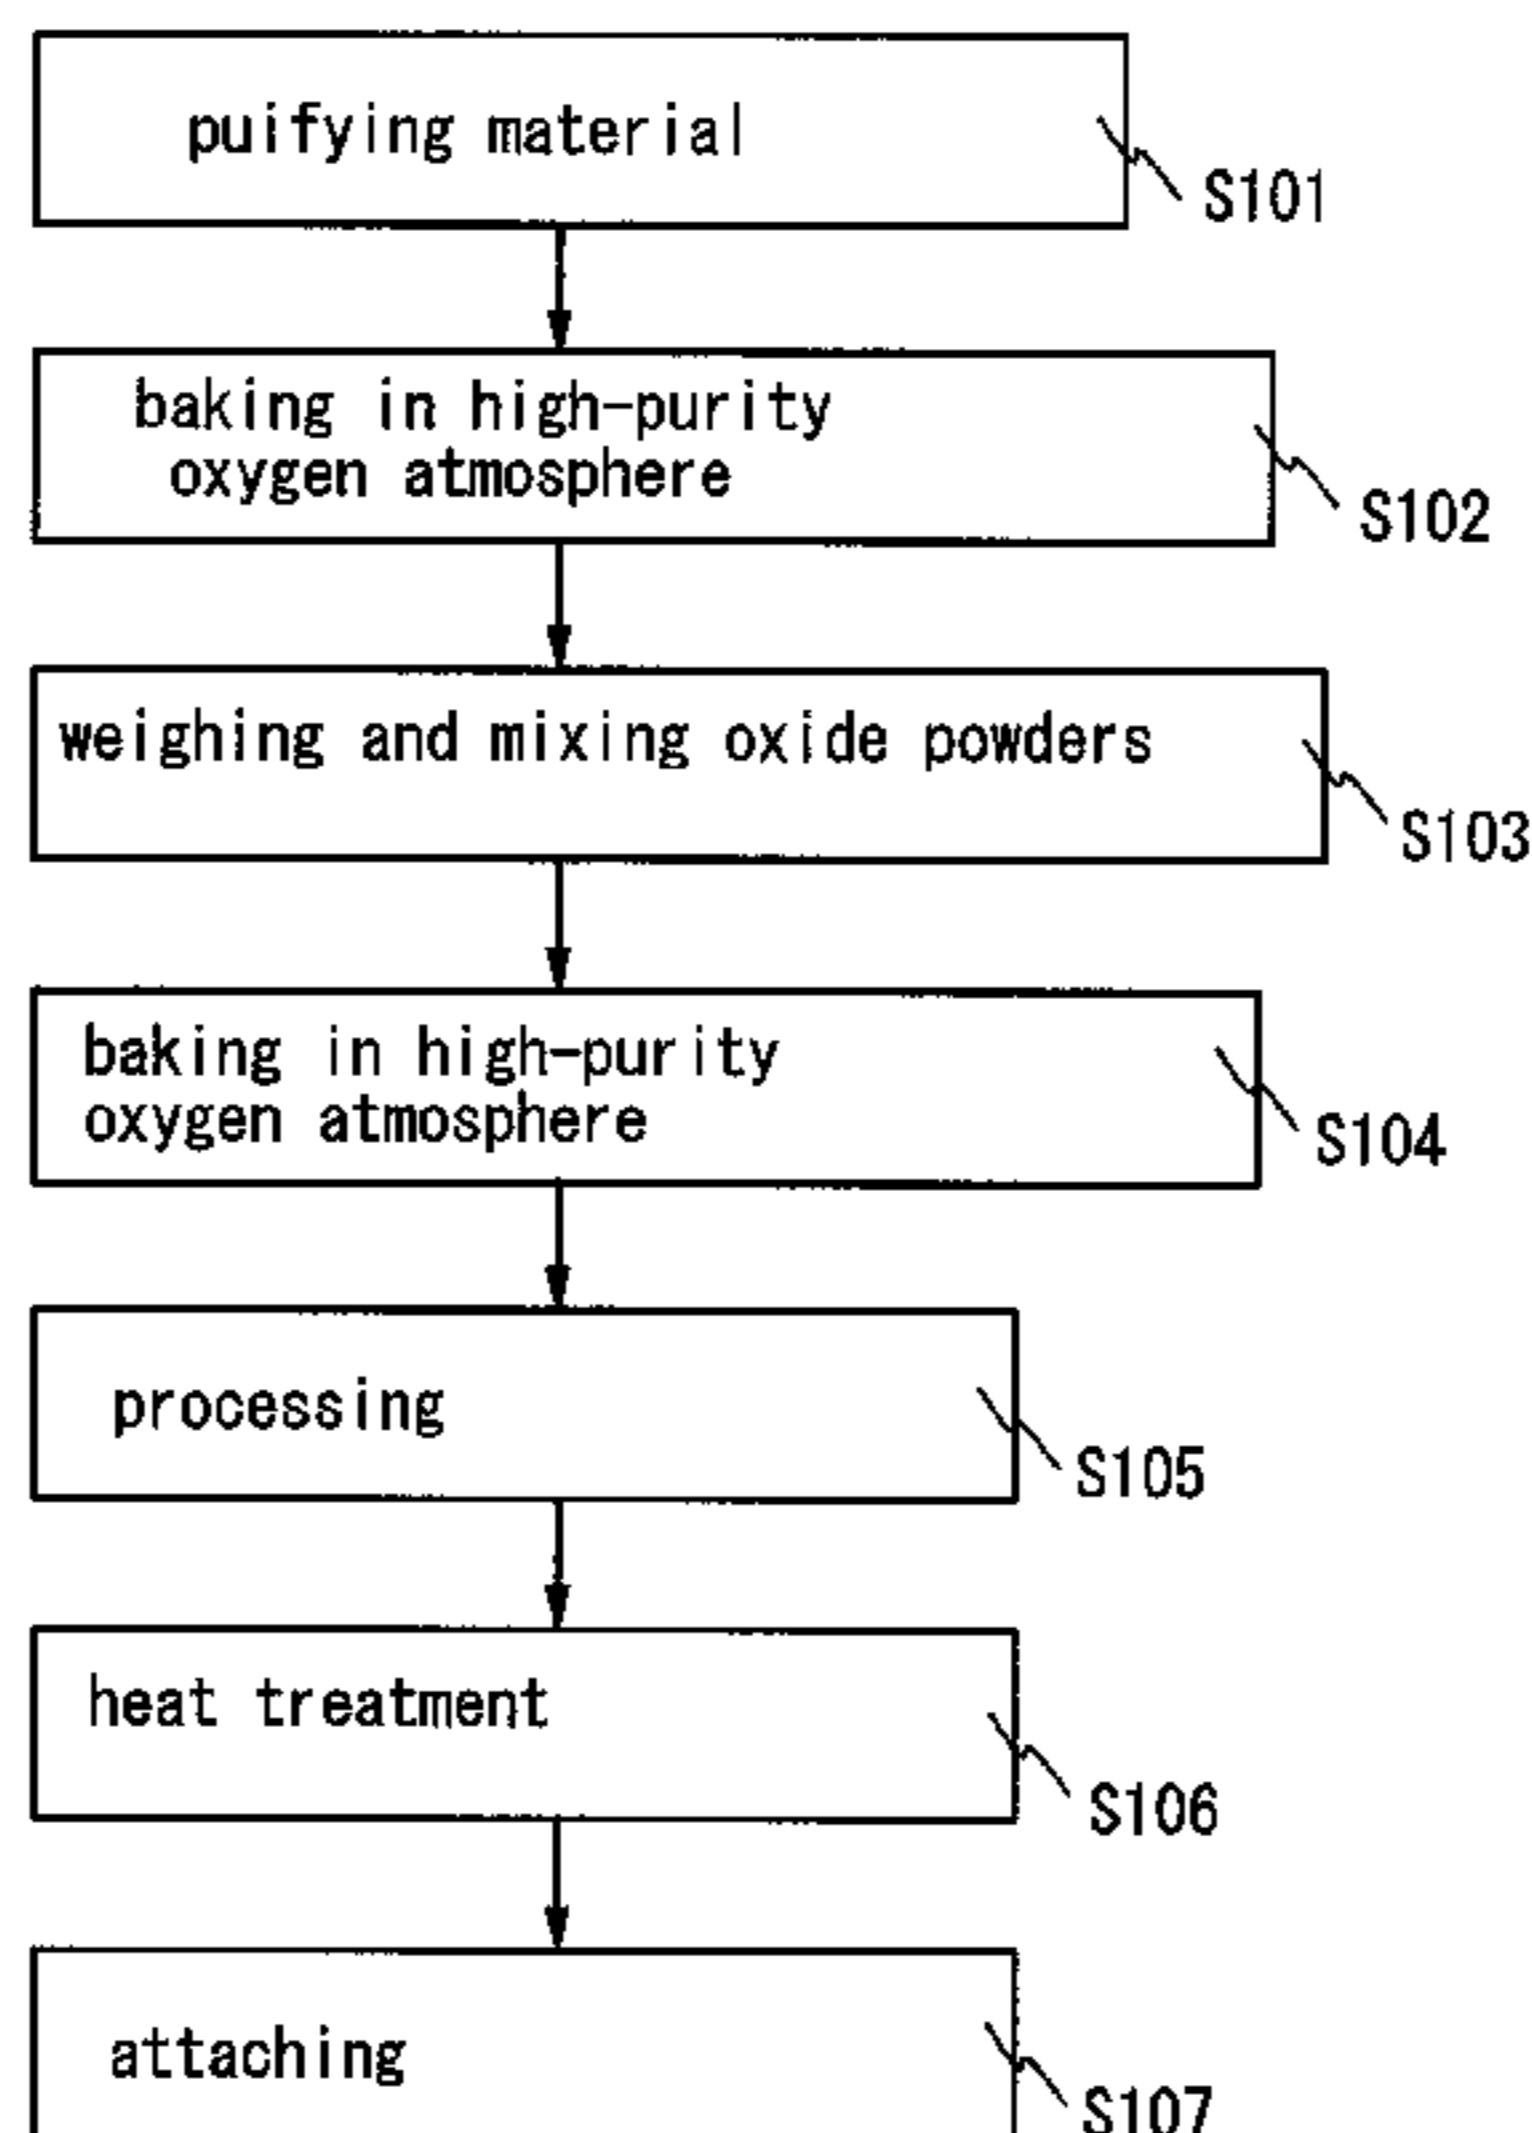 puifying material
S101
baking in high-purity
oxygen atmosphere
S102
weighing and mixing oxide powders
S103
baking in high-purity
oxygen atmosphere
S104
processing
S105
heat treatment
S106
attaching
S107